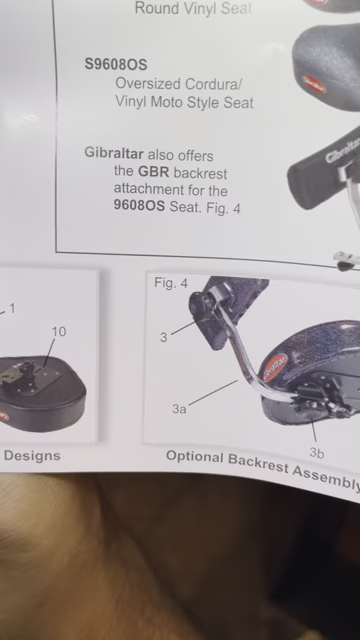 Round Vinyl Seat
S9608OS
Oversized Cordura/
Vinyl Moto Style Seat
Gibraltar also offers
the GBR backrest
attachment for the
9608OS Seat. Fig. 4
Gibraltar
1
10
Designs
Fig. 4
3
3a
3b
Optional Backrest Assembly